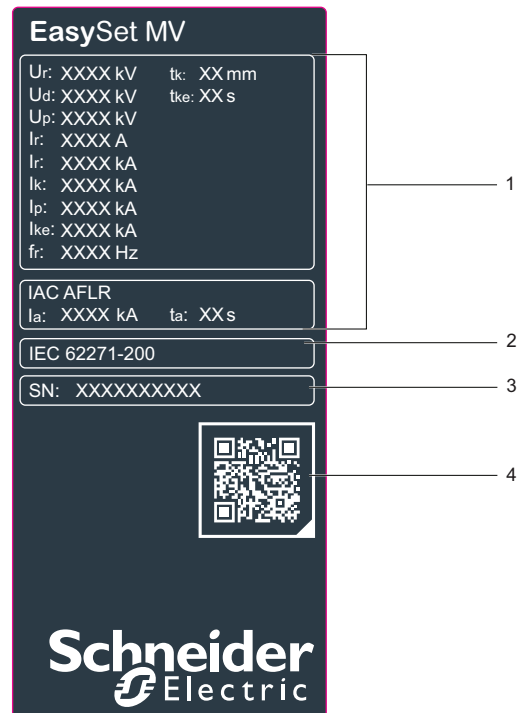 EasySet MV
Ur: XXXX kV tk: XX mm
Ud: XXXX kV tke: XX s
Up: XXXX kV
Ir: XXXX A
Ir: XXXX kA
Ik: XXXX kA
Ip: XXXX kA
Ike: XXXX kA
fr: XXXX Hz
1
IAC AFLR
Ia: XXXX kA ta: XX s
2
IEC 62271-200
3
SN: XXXXXXXXXX
4
Schneider
Electric